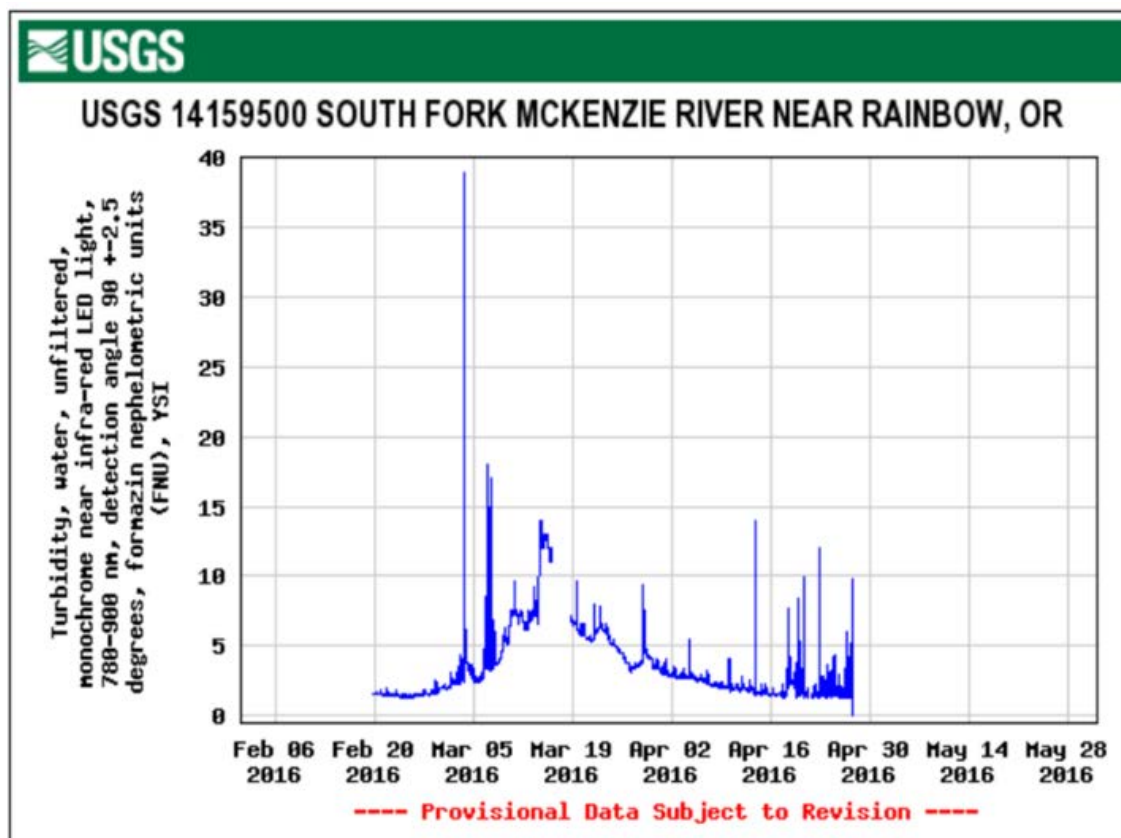 USGS
USGS 14159500 SOUTH FORK MCKENZIE RIVER NEAR RAINBOW, OR
Turbidity, water, unfiltered,
monochrome near infra-red LED light,
780-900 nm, detection angle 90 +-2.5
degrees, formazin nephelometric units
(FNU), YSI
40
35
30
25
20
15
10
5
0
Feb 06 Feb 20 Mar 05 Mar 19 Apr 02 Apr 16 Apr 30 May 14 May 28
2016 2016 2016 2016 2016 2016 2016 2016 2016
---- Provisional Data Subject to Revision ----